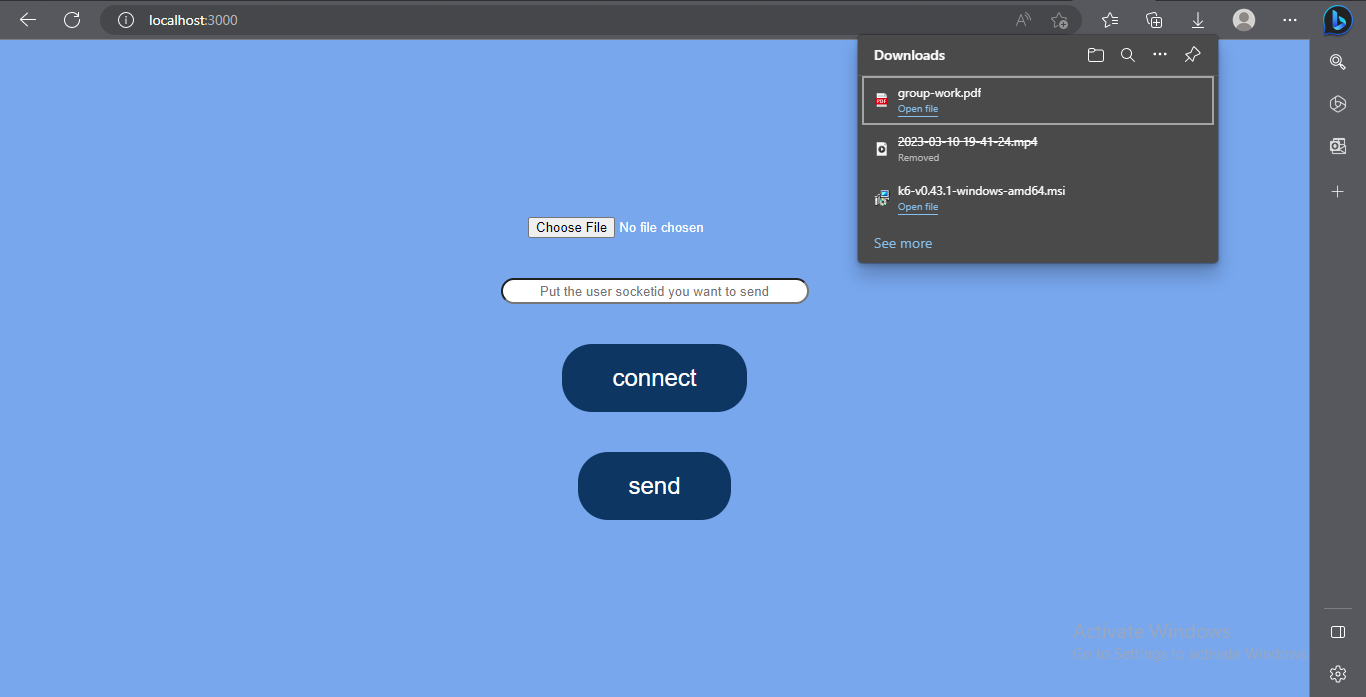 localhost:3000
Downloads
group-work.pdf
Open file
2023-03-10 19-41-24.mp4
Removed
k6-v0.43.1-windows-amd64.msi
Open file
See more
Choose File No file chosen
Put the user socketid you want to send
connect
send
Activate Windows
Go to Settings to activate Windows.